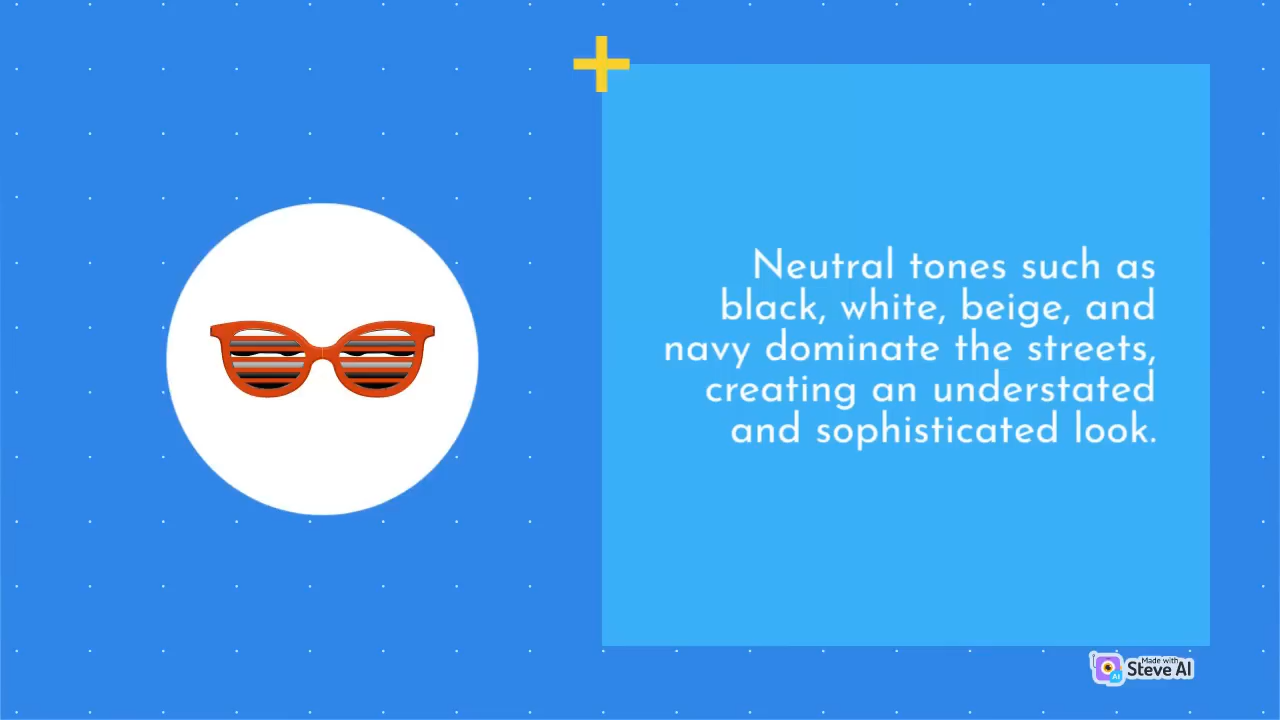 Neutral tones such as
black, white, beige, and
navy dominate the streets,
creating an understated
and sophisticated look.
Made with
Steve AI
AI